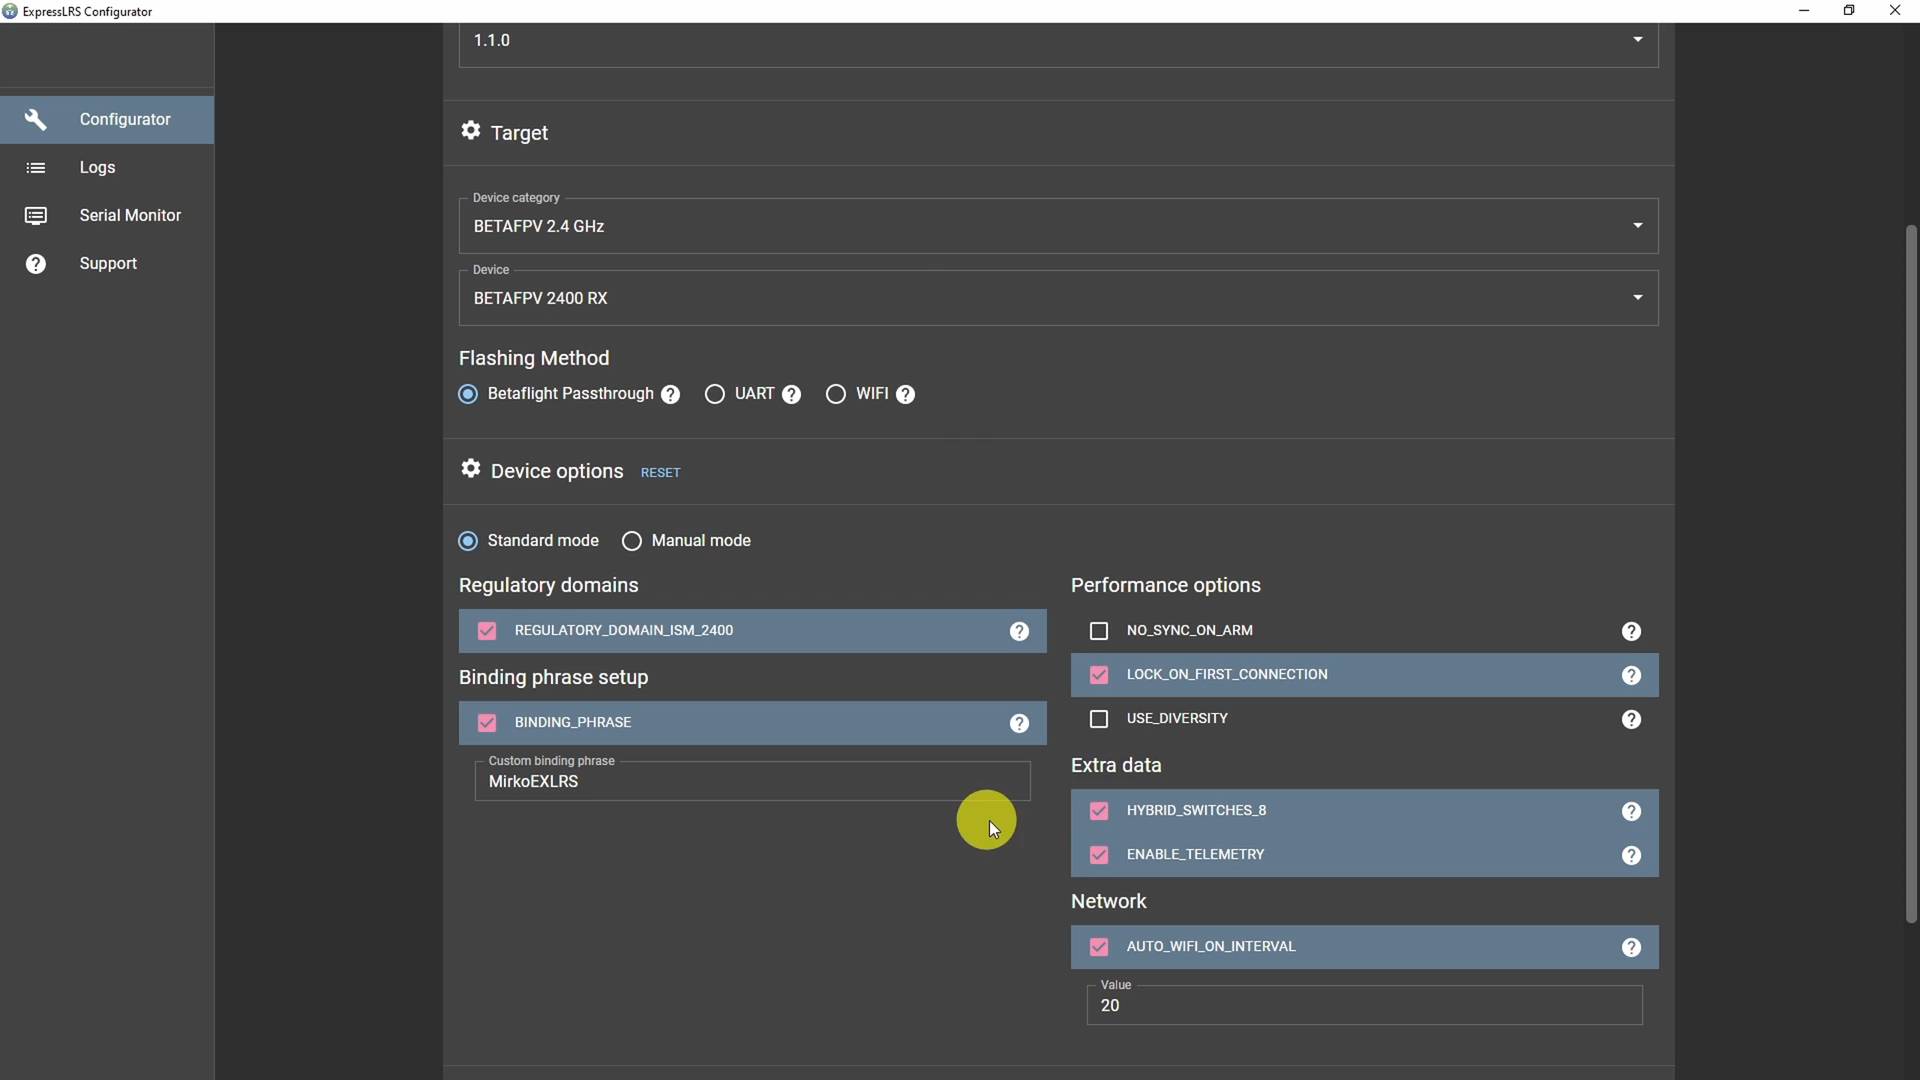 ExpressLRS Configurator
1.1.0
Configurator
Logs
Serial Monitor
Support
Target
Device category
BETAFPV 2.4 GHz
Device
BETAFPV 2400 RX
Flashing Method
Betaflight Passthrough ? UART ? WIFI ?
Device options RESET
Standard mode Manual mode
Regulatory domains
REGULATORY_DOMAIN_ISM_2400 ?
Binding phrase setup
BINDING_PHRASE ?
Custom binding phrase
MirkoEXLRS
Performance options
NO_SYNC_ON_ARM ?
LOCK_ON_FIRST_CONNECTION ?
USE_DIVERSITY ?
Extra data
HYBRID_SWITCHES_8 ?
ENABLE_TELEMETRY ?
Network
AUTO_WIFI_ON_INTERVAL ?
Value
20